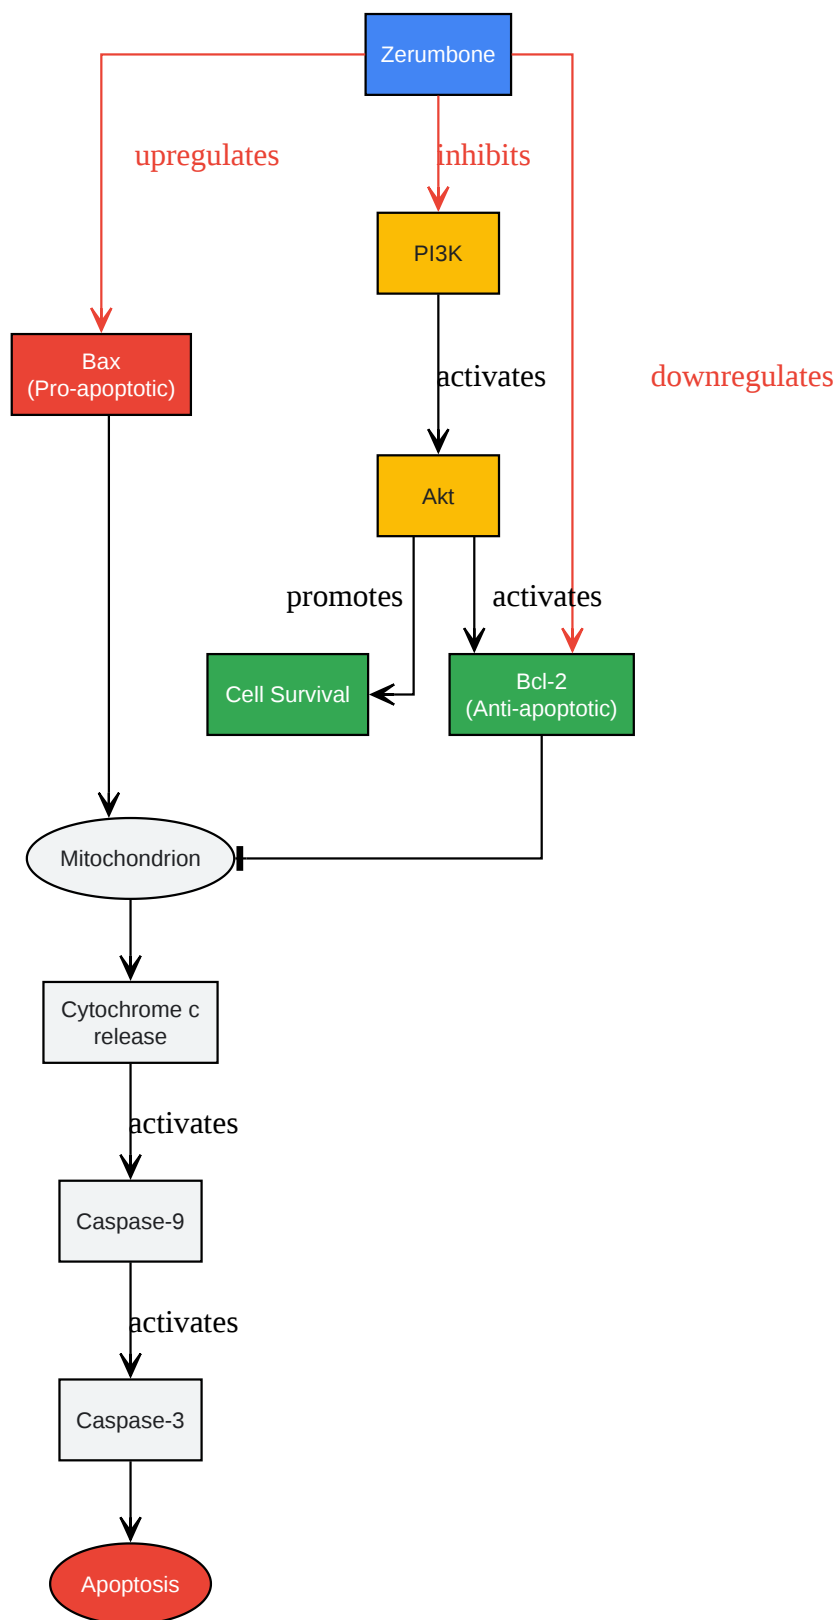 Zerumbone
upregulates
inhibits
PI3K
Bax
(Pro-apoptotic)
activates
downregulates
Akt
promotes
activates
Cell Survival
Bcl-2
(Anti-apoptotic)
Mitochondrion
Cytochrome c
release
activates
Caspase-9
activates
Caspase-3
Apoptosis